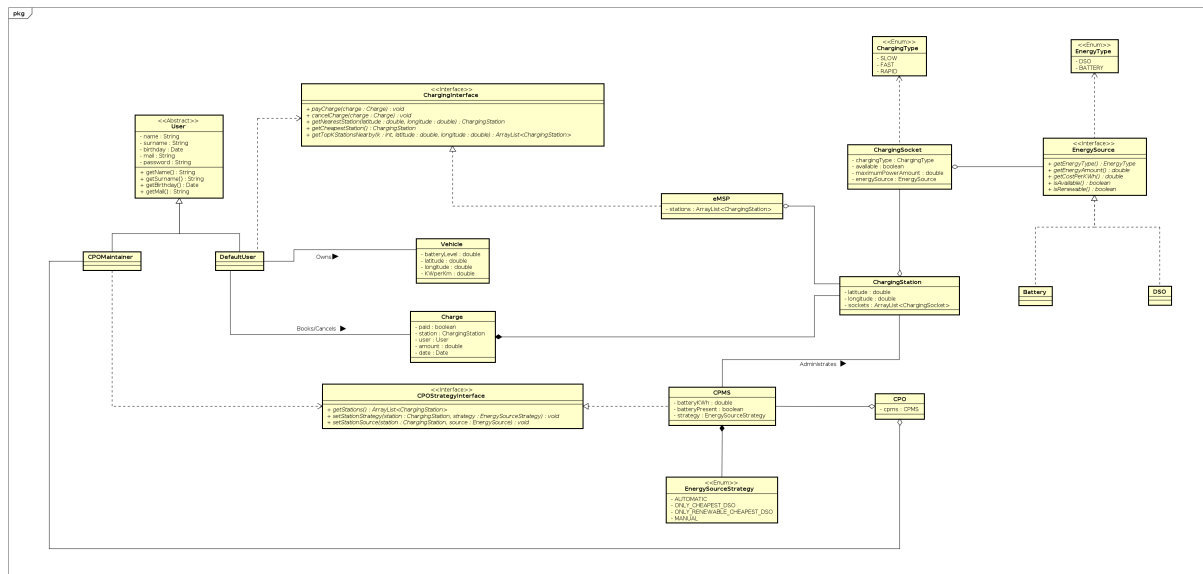 pkg
<<Enum>>
ChargingType
- SLOW
- FAST
- RAPID
<<Enum>>
EnergyType
- DSO
- BATTERY
<<Interface>>
ChargingInterface
+ payCharge(charge : Charge) : void
+ cancelCharge(charge : Charge) : void
+ getNearestStation(latitude : double, longitude : double) : ChargingStation
+ getCheapestStation() : ChargingStation
+ getTopKStationsNearby(k : int, latitude : double, longitude : double) : ArrayList<ChargingStation>
<<Abstract>>
User
- name : String
- surname : String
- birthday : Date
- mail : String
- password : String
+ getName() : String
+ getSurname() : String
+ getBirthday() : Date
+ getMail() : String
ChargingSocket
- chargingType : ChargingType
- available : boolean
- maximumPowerAmount : double
- energySource : EnergySource
<<Interface>>
EnergySource
+ getEnergyType() : EnergyType
+ getEnergyAmount() : double
+ getCostPerKWh() : double
+ isAvailable() : boolean
+ isRenewable() : boolean
eMSP
- stations : ArrayList<ChargingStation>
CPOMaintainer
DefaultUser
Owns
Vehicle
- batteryLevel : double
- latitude : double
- longitude : double
- KWperKm : double
ChargingStation
- latitude : double
- longitude : double
- sockets : ArrayList<ChargingSocket>
Battery
DSO
Books/Cancels
Charge
- paid : boolean
- station : ChargingStation
- user : User
- amount : double
- date : Date
Administrates
<<Interface>>
CPOStrategyInterface
+ getStations() : ArrayList<ChargingStation>
+ setStationStrategy(station : ChargingStation, strategy : EnergySourceStrategy) : void
+ setStationSource(station : ChargingStation, source : EnergySource) : void
CPMS
- batteryKWh : double
- batteryPresent : boolean
- strategy : EnergySourceStrategy
CPO
- cpms : CPMS
<<Enum>>
EnergySourceStrategy
- AUTOMATIC
- ONLY_CHEAPEST_DSO
- ONLY_RENEWABLE_CHEAPEST_DSO
- MANUAL